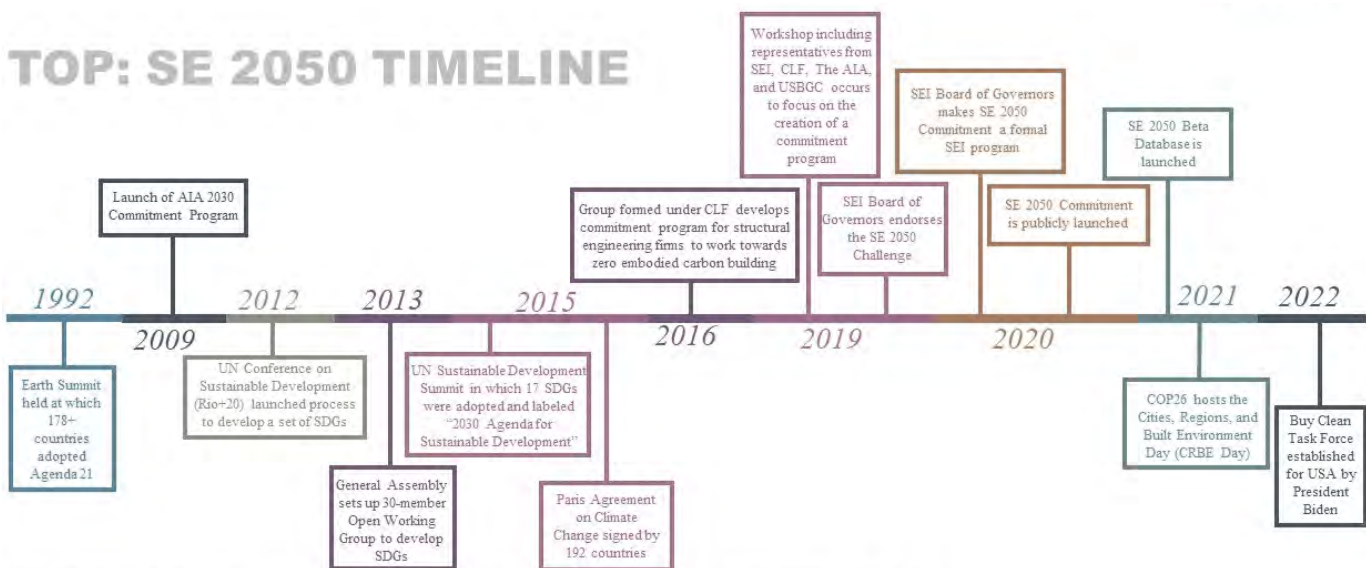 TOP: SE 2050 TIMELINE
Workshop including
representatives from
SEI, CLF, The AIA,
and USBGC occurs
to focus on the
creation of a
commitment
program
SEI Board of Governors
makes SE 2050
Commitment a formal
SEI program
SE 2050 Beta
Database is
launched
Launch of AIA 2030
Commitment Program
Group formed under CLF develops
commitment program for structural
engineering firms to work towards
zero embodied carbon building
SEI Board of
Governors endorses
the SE 2050
Challenge
SE 2050 Commitment
is publicly launched
1992
2009
2012
2013
2015
2016
2019
2020
2021
2022
Earth Summit
held at which
178+
countries
adopted
Agenda 21
UN Conference on
Sustainable Development
(Rio+20) launched process
to develop a set of SDGs
General Assembly
sets up 30-member
Open Working
Group to develop
SDGs
UN Sustainable Development
Summit in which 17 SDGs
were adopted and labeled
“2030 Agenda for
Sustainable Development”
Paris Agreement
on Climate
Change signed by
192 countries
COP26 hosts the
Cities, Regions, and
Built Environment
Day (CRBE Day)
Buy Clean
Task Force
established
for USA by
President
Biden